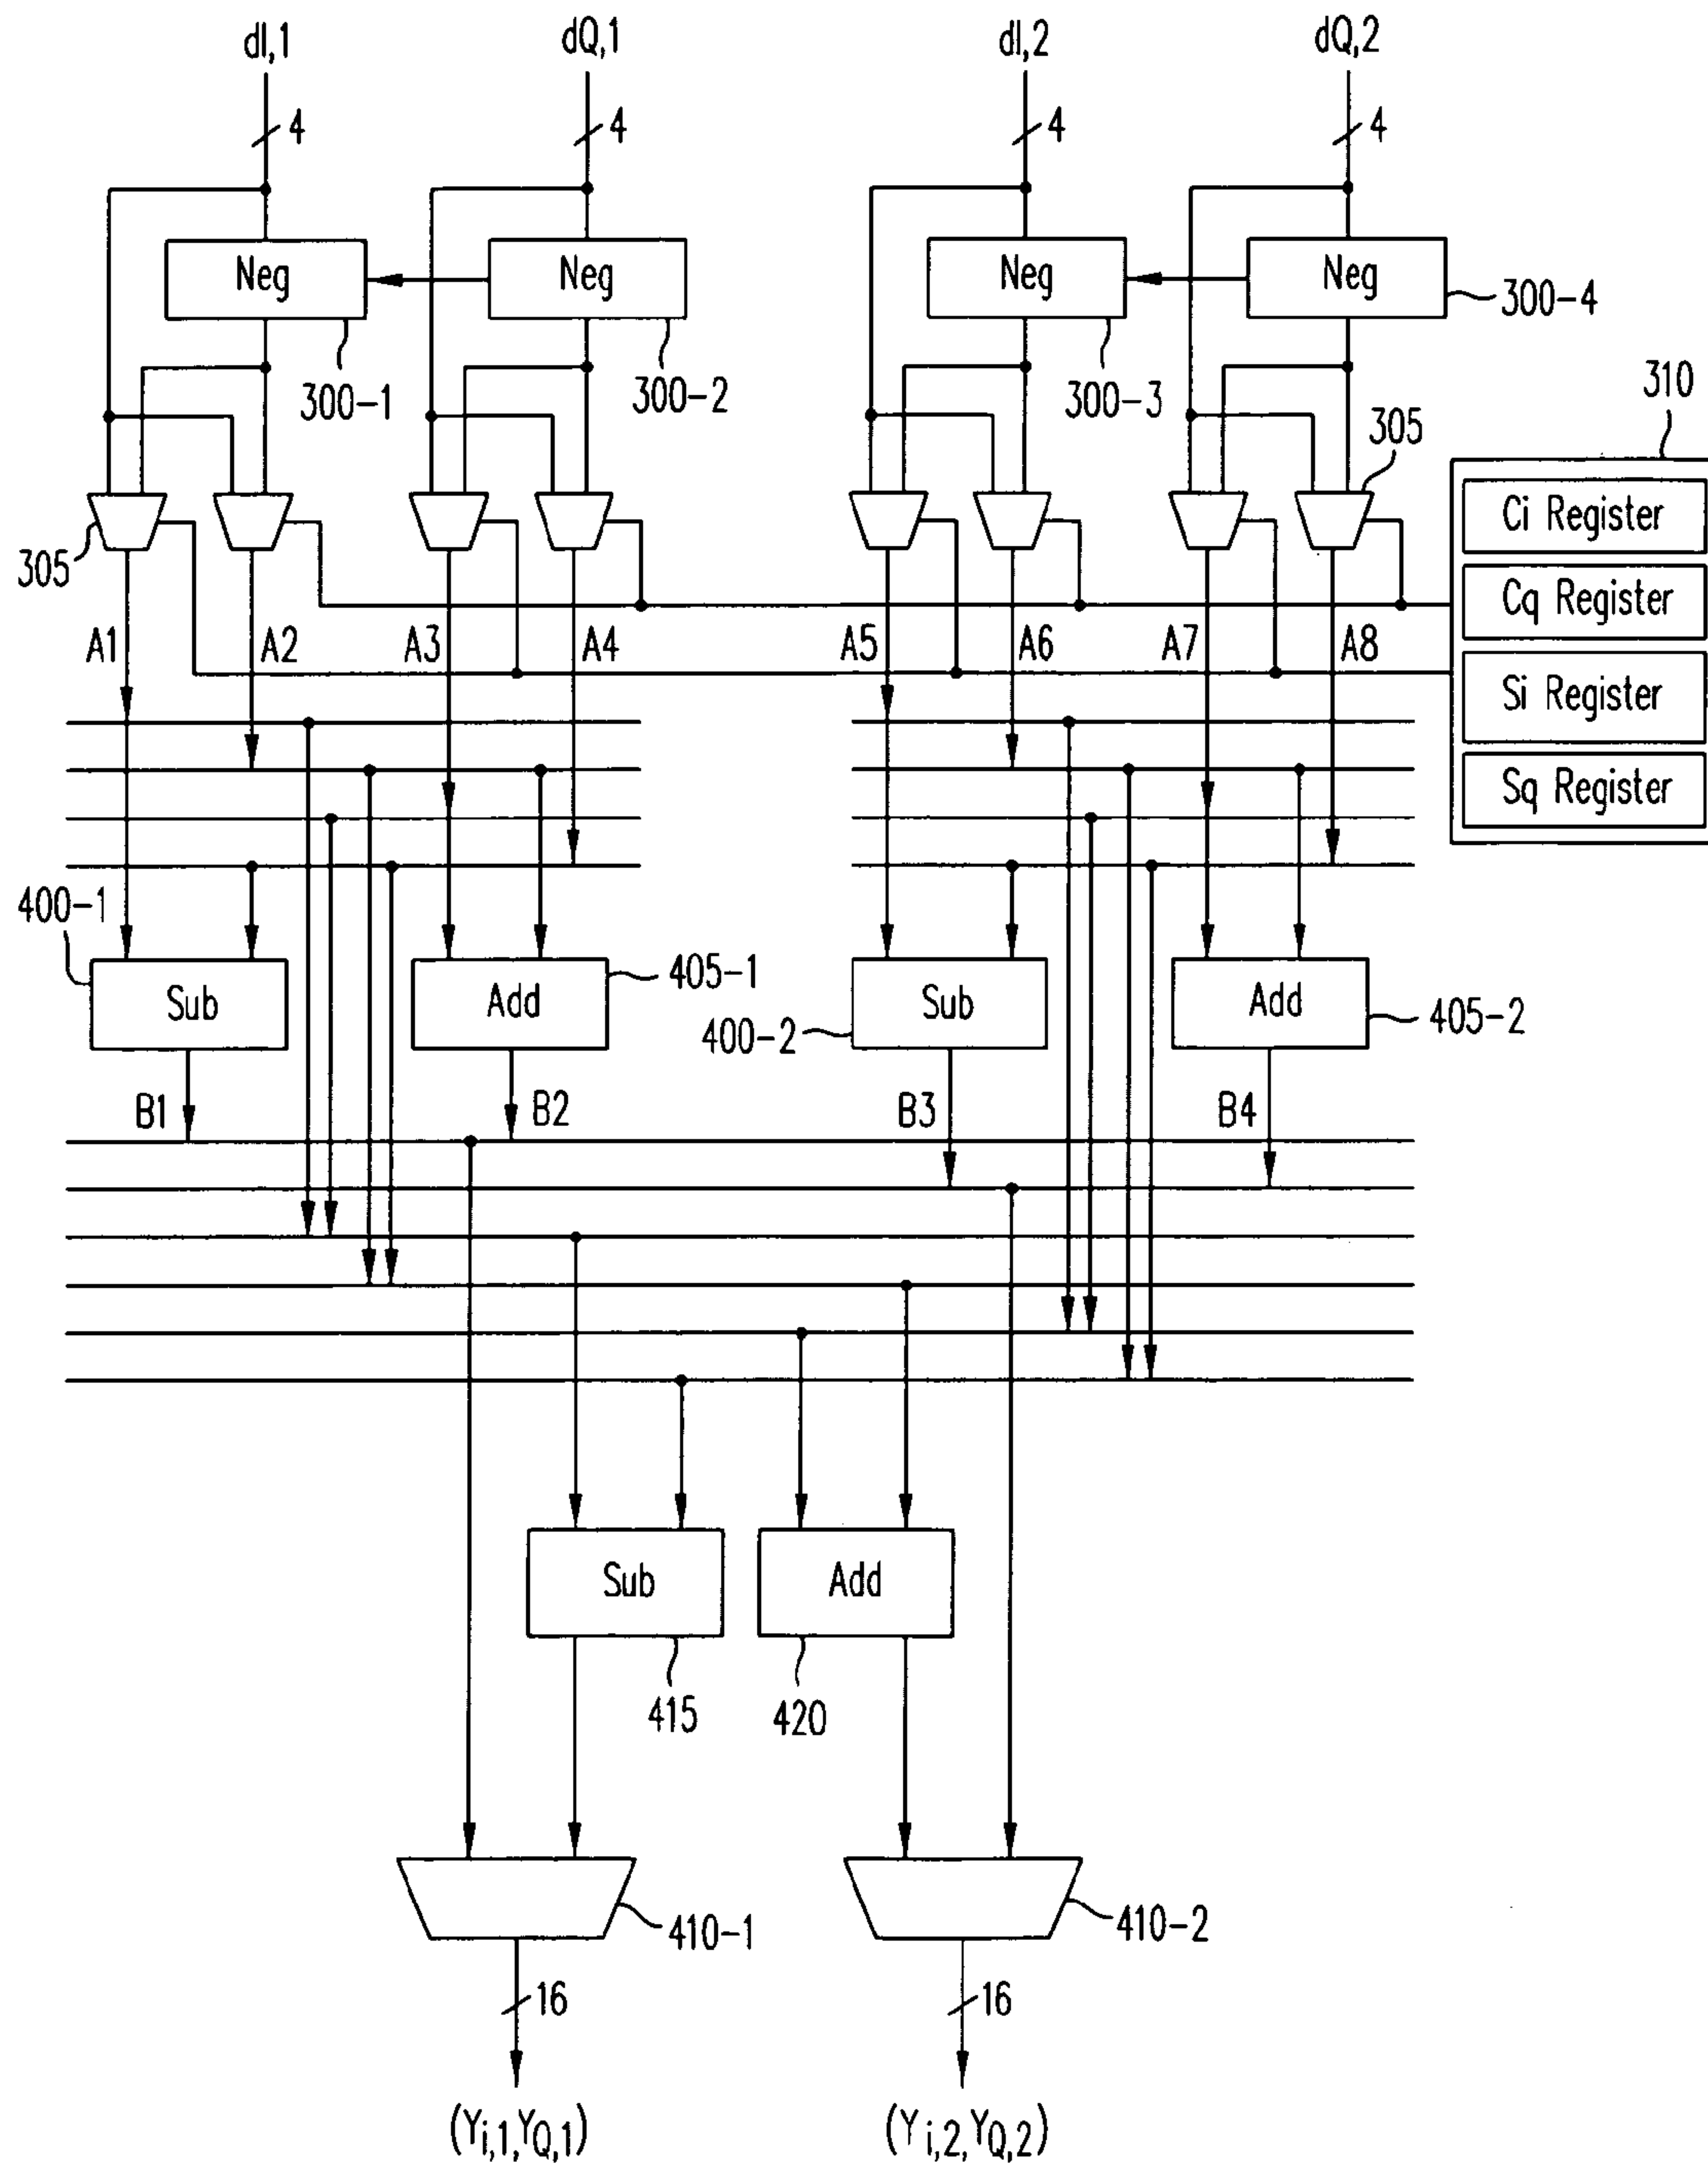 dI,1
dQ,1
dI,2
dQ,2
4
4
4
4
Neg
Neg
Neg
Neg
300-4
300-1
300-2
300-3
310
305
305
Ci Register
Cq Register
Si Register
Sq Register
A1
A2
A3
A4
A5
A6
A7
A8
400-1
Sub
Add
405-1
400-2
Sub
Add
405-2
B1
B2
B3
B4
Sub
Add
415
420
410-1
410-2
16
16
(Yi,1,YQ,1)
(Yi,2,YQ,2)